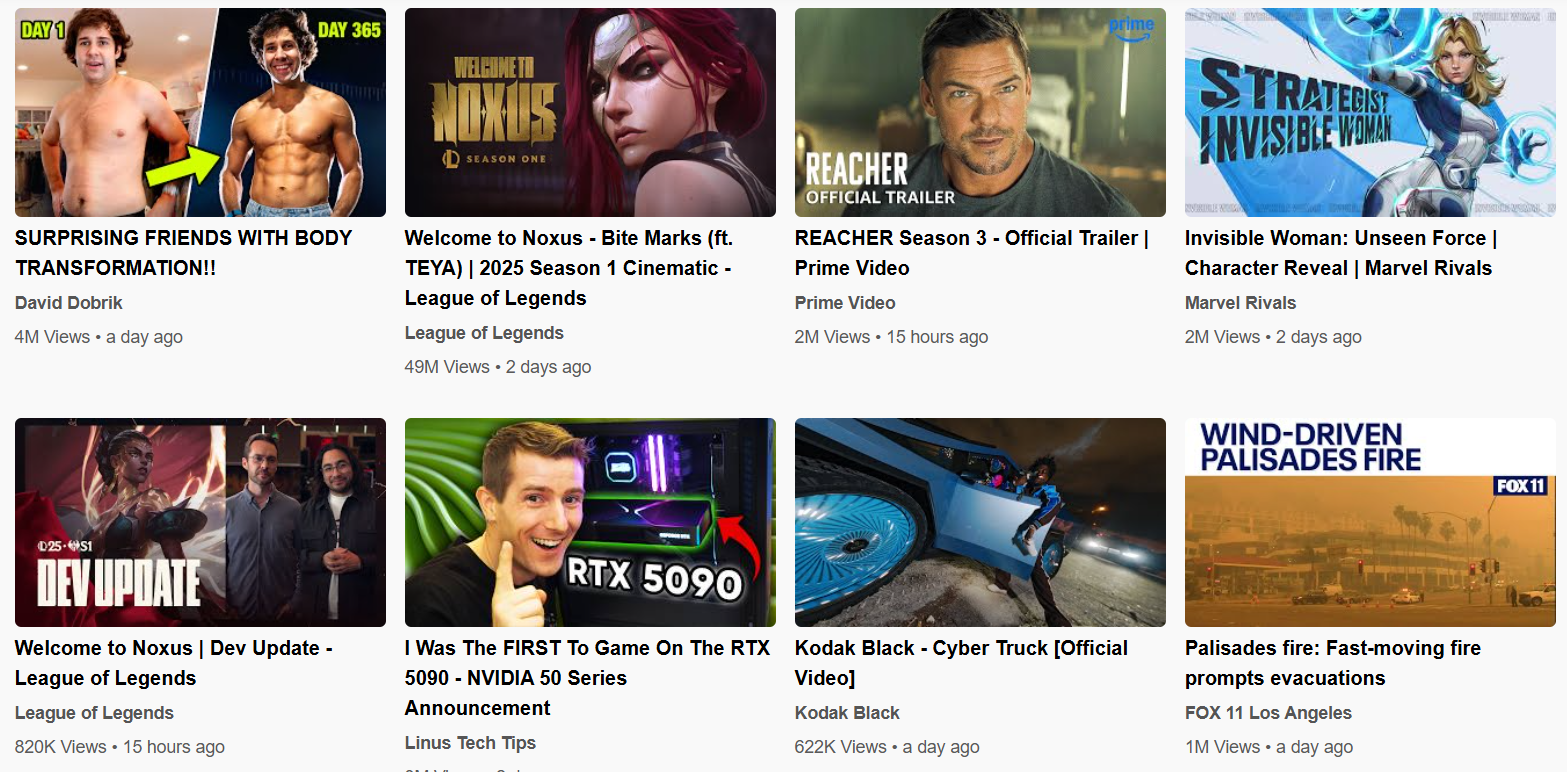 DAY 1
DAY 365
SURPRISING FRIENDS WITH BODY
TRANSFORMATION!!
David Dobrik
4M Views • a day ago
WELCOME TO
NOXUS
SEASON ONE
Welcome to Noxus - Bite Marks (ft.
TEYA) | 2025 Season 1 Cinematic -
League of Legends
League of Legends
49M Views • 2 days ago
prime
REACHER
OFFICIAL TRAILER
REACHER Season 3 - Official Trailer |
Prime Video
Prime Video
2M Views • 15 hours ago
STRATEGIST
INVISIBLE WOMAN
Invisible Woman: Unseen Force |
Character Reveal | Marvel Rivals
Marvel Rivals
2M Views • 2 days ago
25 • S1
DEV UPDATE
Welcome to Noxus | Dev Update -
League of Legends
League of Legends
820K Views • 15 hours ago
RTX 5090
I Was The FIRST To Game On The RTX
5090 - NVIDIA 50 Series
Announcement
Linus Tech Tips
Kodak Black - Cyber Truck [Official
Video]
Kodak Black
622K Views • a day ago
WIND-DRIVEN
PALISADES FIRE
FOX 11
Palisades fire: Fast-moving fire
prompts evacuations
FOX 11 Los Angeles
1M Views • a day ago